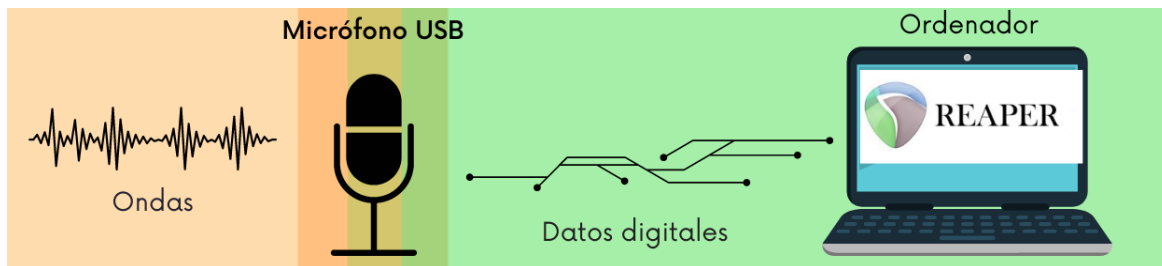 Micrófono USB
Ordenador
REAPER
Ondas
Datos digitales